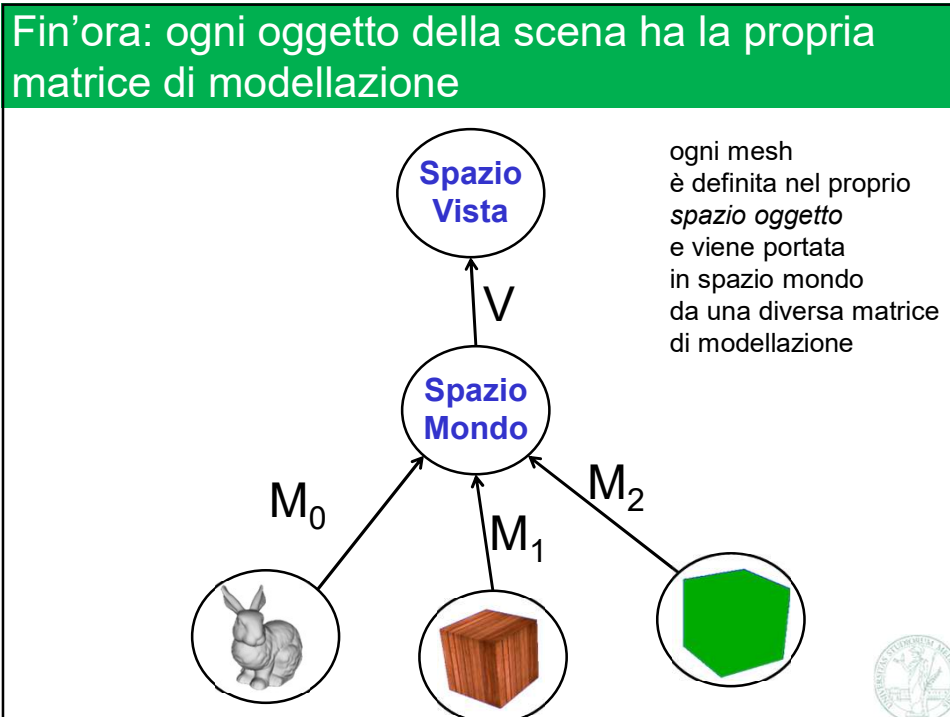 Fin'ora: ogni oggetto della scena ha la propria
matrice di modellazione
Spazio
Vista
ogni mesh
è definita nel proprio
spazio oggetto
e viene portata
in spazio mondo
da una diversa matrice
di modellazione
V
Spazio
Mondo
M0
M1
M2